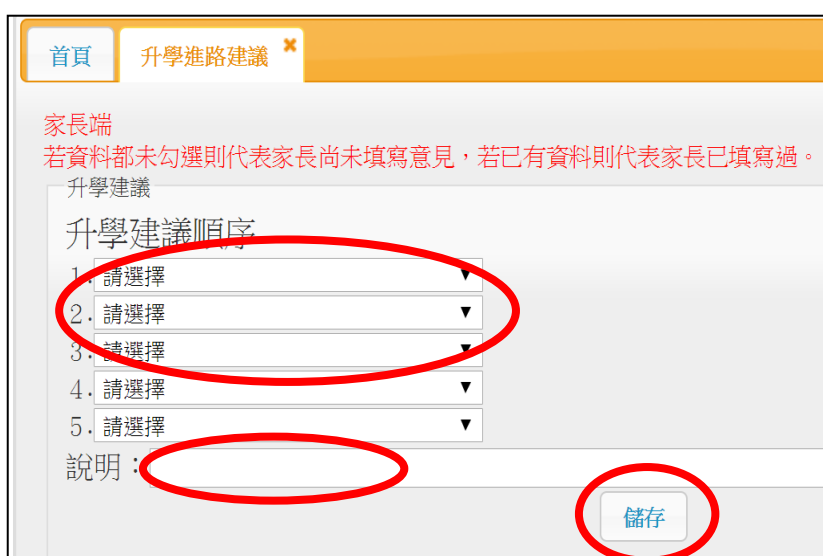 首頁 升學進路建議
家長端
若資料都未勾選則代表家長尚未填寫意見，若已有資料則代表家長已填寫過。
升學建議
升學建議順序
1. 請選擇
2. 請選擇
3. 請選擇
4. 請選擇
5. 請選擇
說明：
儲存